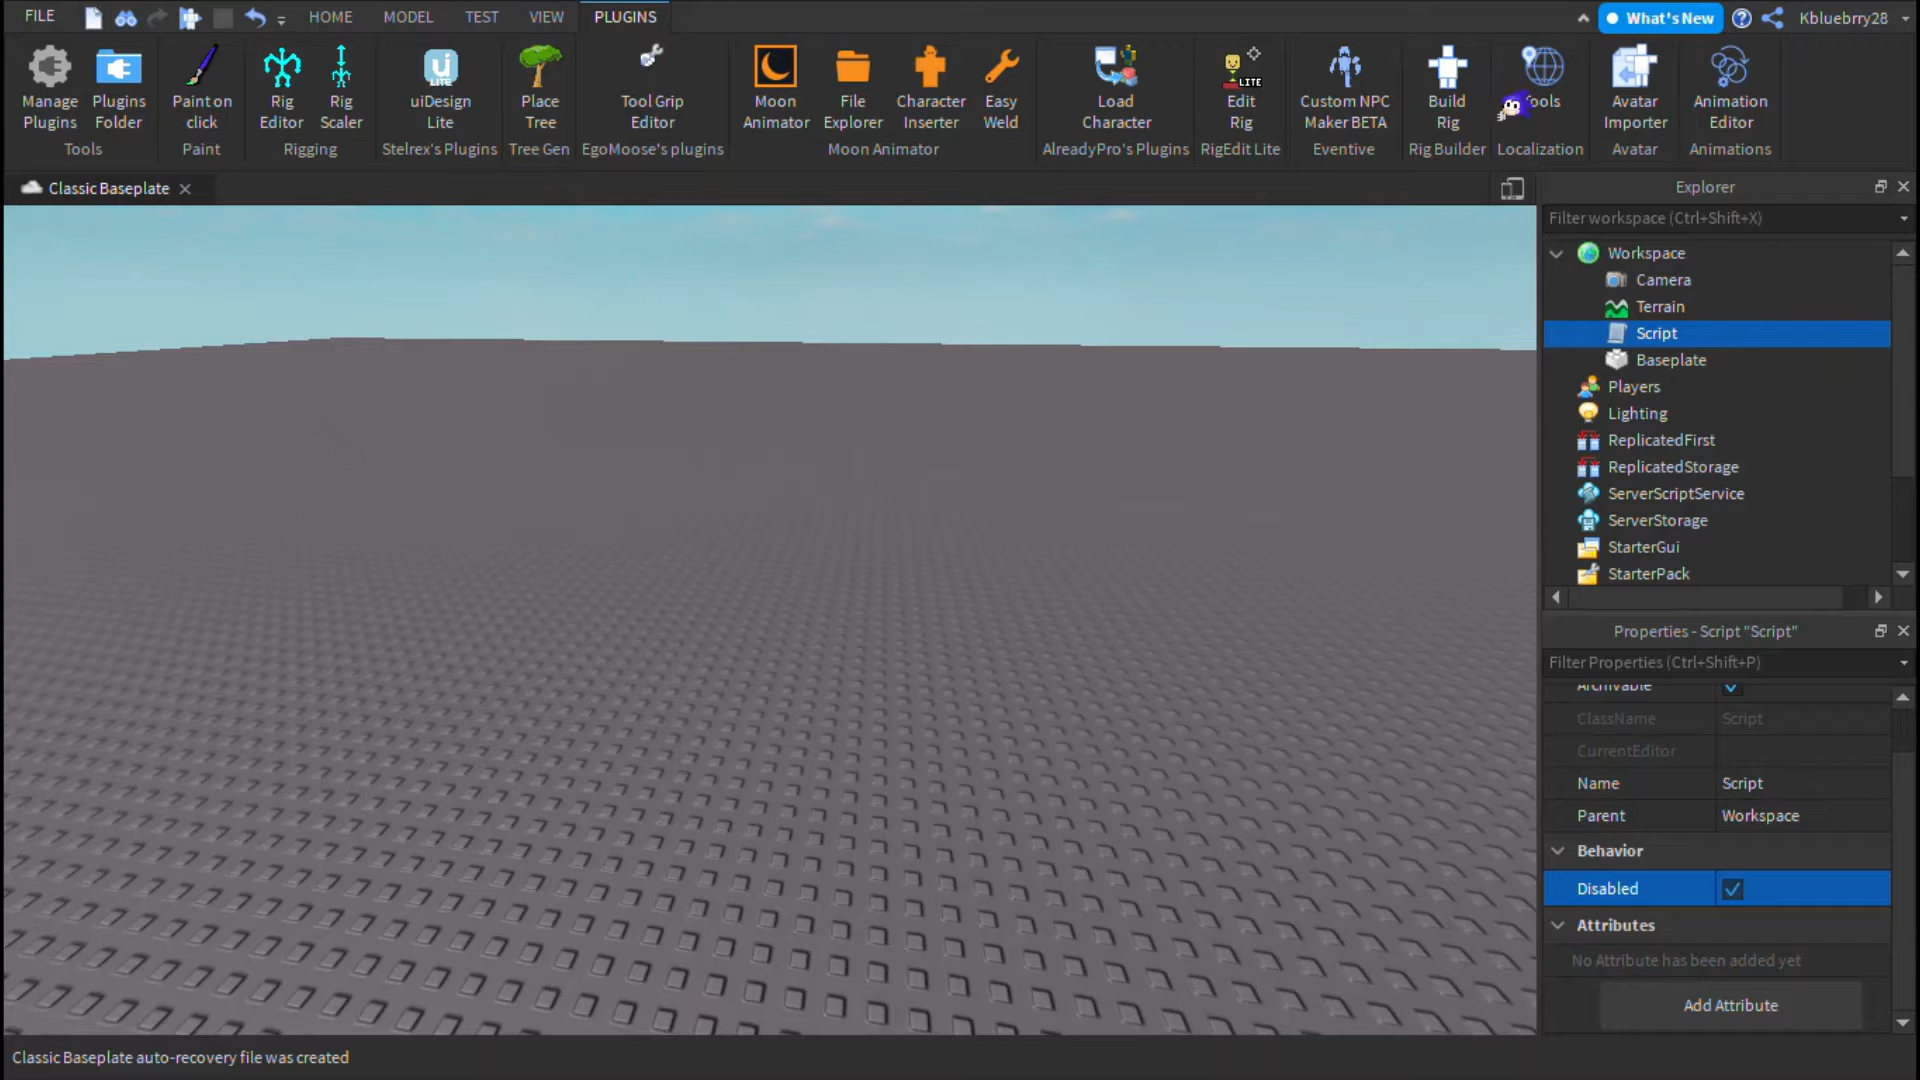 FILE
HOME
MODEL
TEST
VIEW
PLUGINS
What's New
Kbluebrry28
Manage
Plugins
Plugins
Folder
Paint on
click
Rig
Editor
Rig
Scaler
uiDesign
Lite
Place
Tree
Tool Grip
Editor
Moon
Animator
File
Explorer
Character
Inserter
Easy
Weld
Load
Character
Edit
Rig
Custom NPC
Maker BETA
Build
Rig
Avatar
Importer
Animation
Editor
LITE
LITE
Tools
Paint
Rigging
Stelrex's Plugins
Tree Gen
EgoMoose's plugins
Moon Animator
AlreadyPro's Plugins
RigEdit Lite
Eventive
Rig Builder
Localization
Avatar
Animations
Classic Baseplate
Explorer
Filter workspace (Ctrl+Shift+X)
Workspace
Camera
Terrain
Script
Baseplate
Players
Lighting
ReplicatedFirst
ReplicatedStorage
ServerScriptService
ServerStorage
StarterGui
StarterPack
Properties - Script "Script"
Filter Properties (Ctrl+Shift+P)
Archivable
ClassName Script
CurrentEditor
Name Script
Parent Workspace
Behavior
Disabled
Attributes
No Attribute has been added yet
Add Attribute
Classic Baseplate auto-recovery file was created